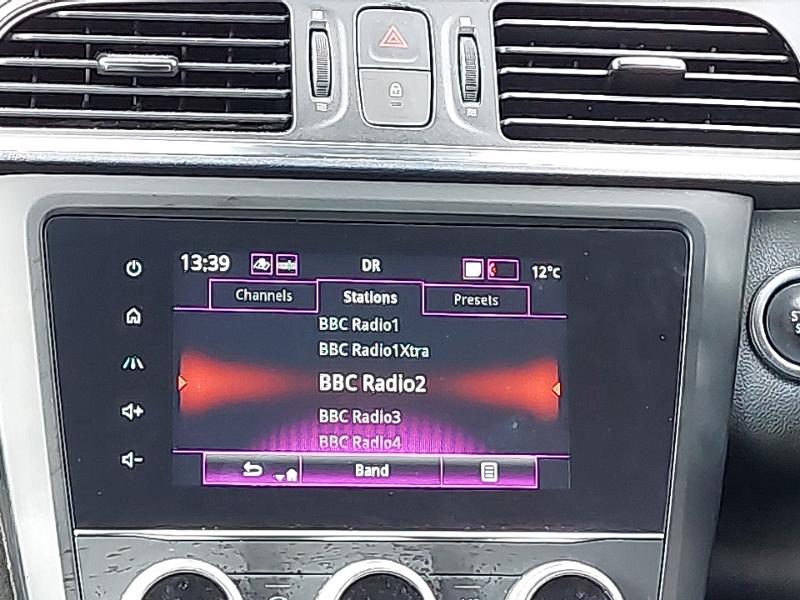 13:39 DR 12°C
Channels Stations Presets
BBC Radio1
BBC Radio1Xtra
BBC Radio2
BBC Radio3
BBC Radio4
Band